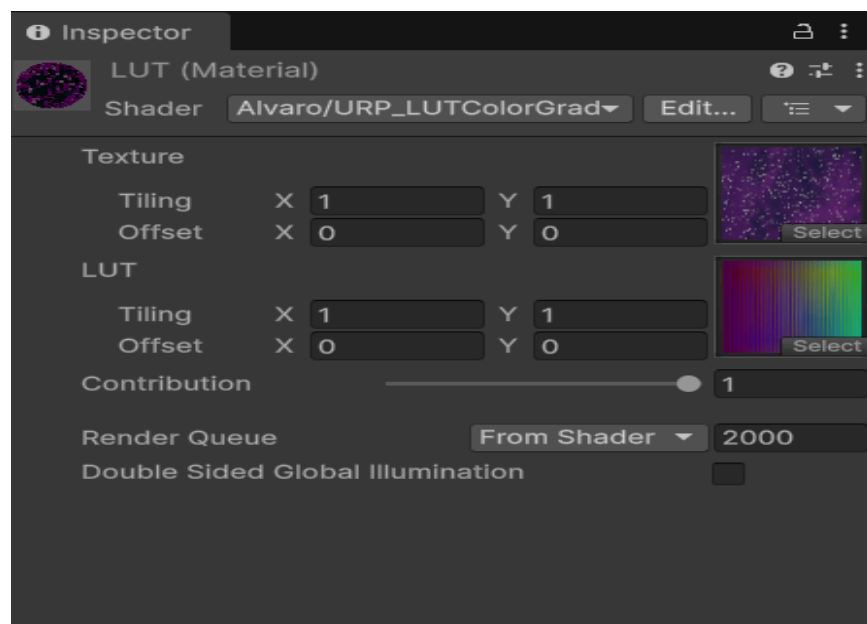 Inspector
LUT (Material)
Shader Alvaro/URP_LUTColorGrad Edit...
Texture
Tiling X 1 Y 1
Offset X 0 Y 0
Select
LUT
Tiling X 1 Y 1
Offset X 0 Y 0
Select
Contribution 1
Render Queue From Shader 2000
Double Sided Global Illumination